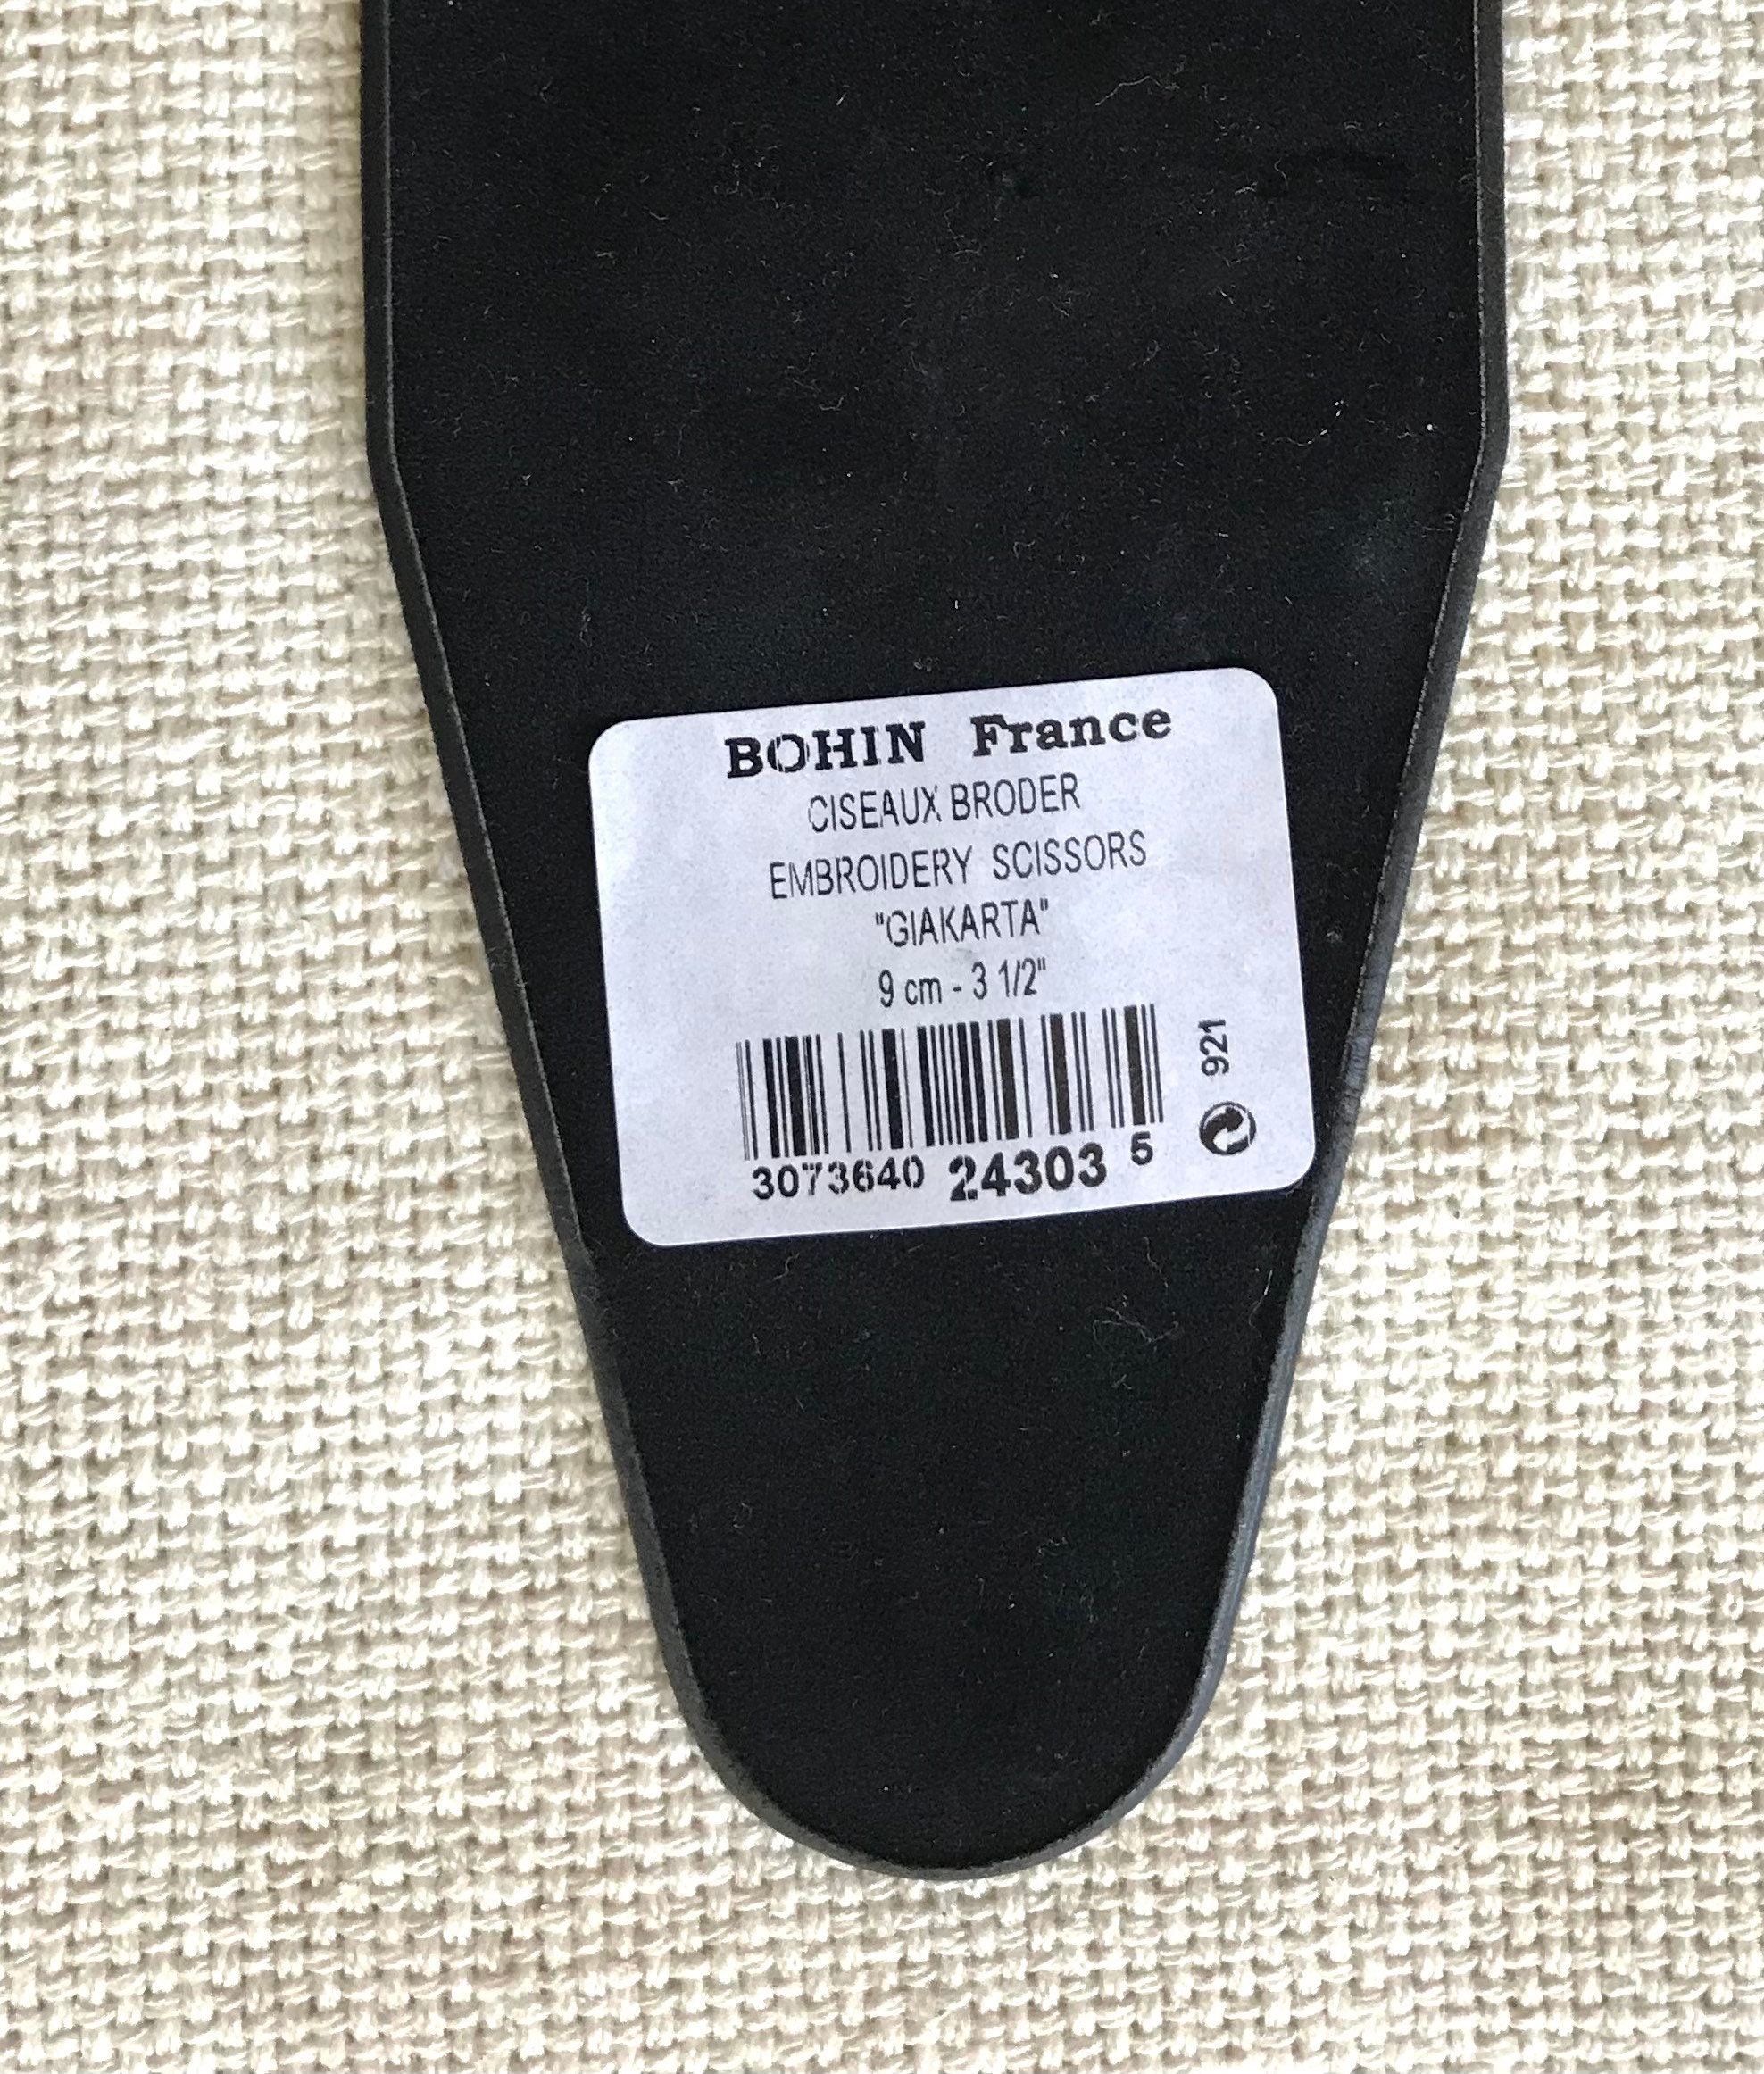 BOHIN France
CISEAUX BRODER
EMBROIDERY SCISSORS
"GIAKARTA"
9 cm - 3 1/2"
921
3073640 24303 5